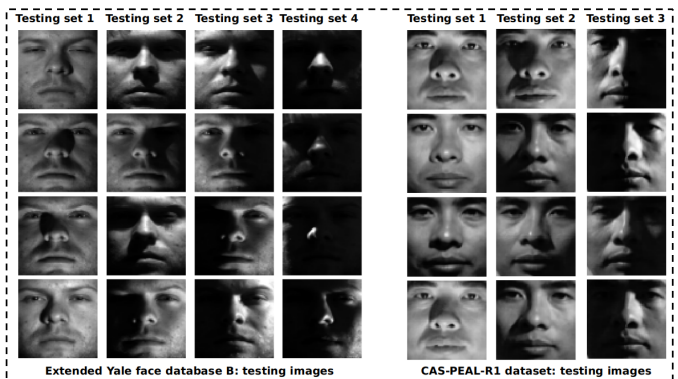 Testing set 1 Testing set 2 Testing set 3 Testing set 4 Testing set 1 Testing set 2 Testing set 3
Extended Yale face database B: testing images CAS-PEAL-R1 dataset: testing images